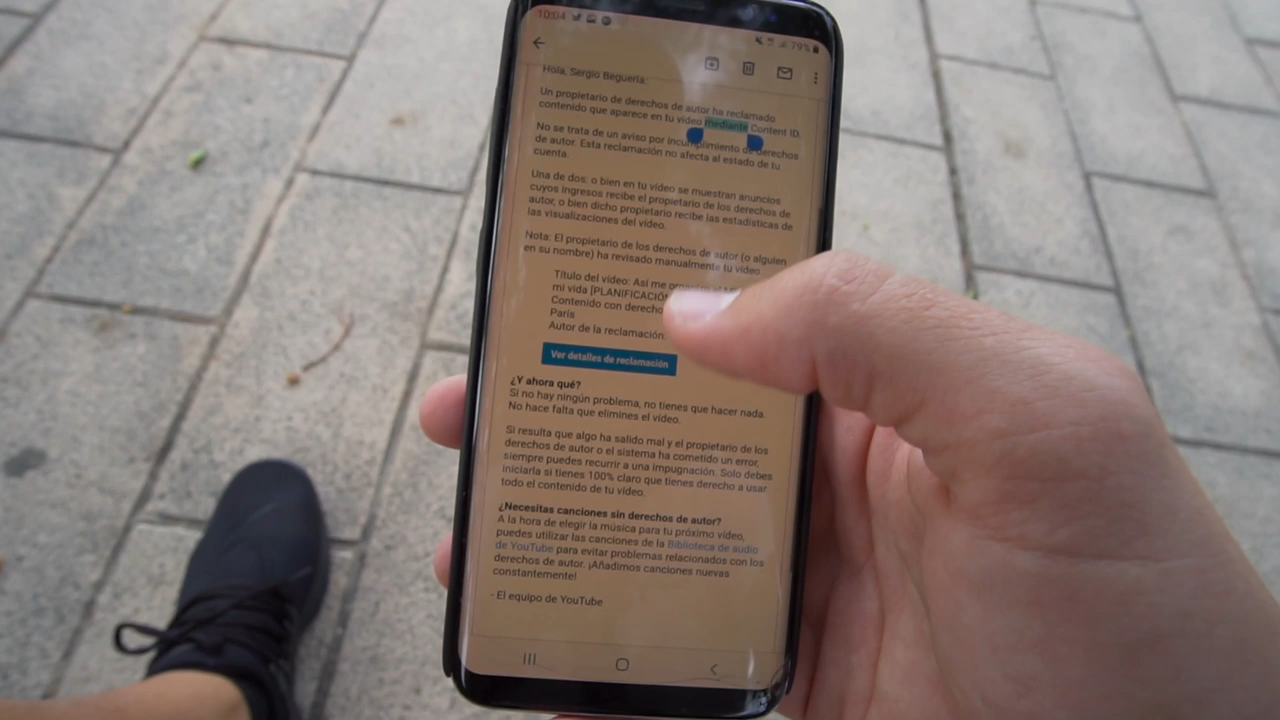 10:04
79%
Hola, Sergio Beguería:
Un propietario de derechos de autor ha reclamado
contenido que aparece en tu vídeo mediante Content ID.
No se trata de un aviso por incumplimiento de derechos
de autor. Esta reclamación no afecta al estado de tu
cuenta.
Una de dos: o bien en tu vídeo se muestran anuncios
cuyos ingresos recibe el propietario de los derechos de
autor, o bien dicho propietario recibe las estadísticas de
las visualizaciones del vídeo.
Nota: El propietario de los derechos de autor (o alguien
en su nombre) ha revisado manualmente tu vídeo
Título del vídeo: Así me
mi vida [PLANIFICACIÓN
Contenido con derecho
París
Autor de la reclamación:
Ver detalles de reclamación
¿Y ahora qué?
Si no hay ningún problema, no tienes que hacer nada.
No hace falta que elimines el vídeo.
Si resulta que algo ha salido mal y el propietario de los
derechos de autor o el sistema ha cometido un error,
siempre puedes recurrir a una impugnación. Solo debes
iniciarla si tienes 100% claro que tienes derecho a usar
todo el contenido de tu vídeo.
¿Necesitas canciones sin derechos de autor?
A la hora de elegir la música para tu próximo vídeo,
puedes utilizar las canciones de la Biblioteca de audio
de YouTube para evitar problemas relacionados con los
derechos de autor. ¡Añadimos canciones nuevas
constantemente!
- El equipo de YouTube